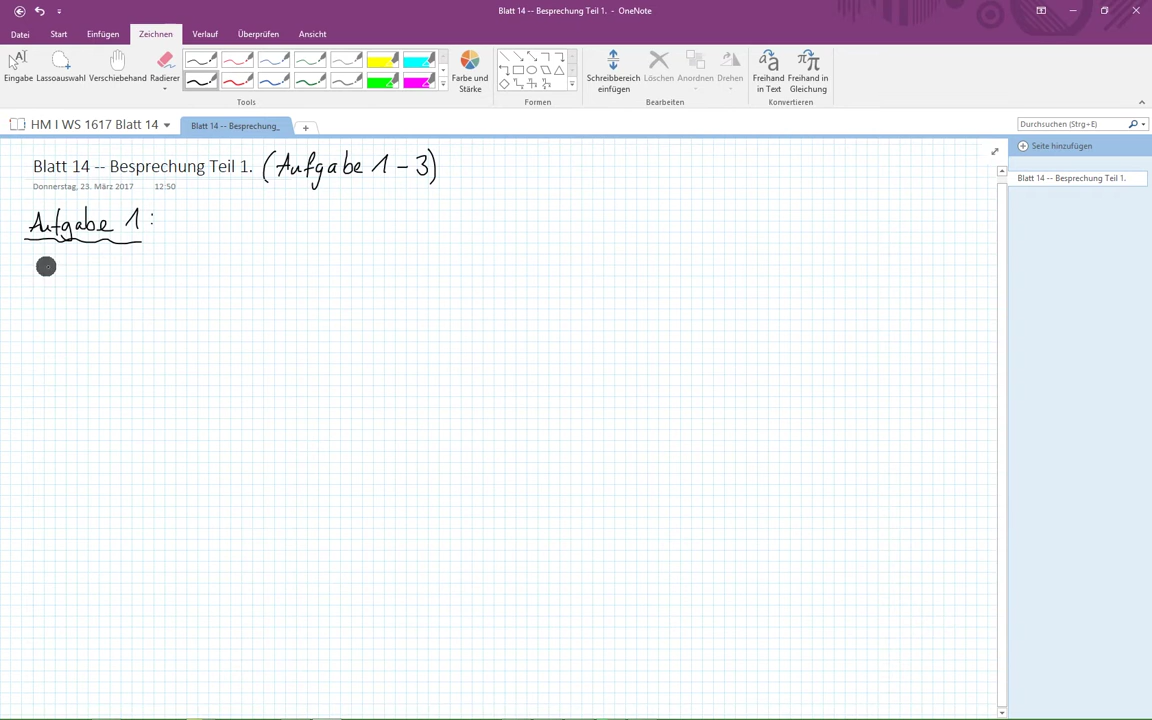 Blatt 14 -- Besprechung Teil 1. - OneNote
Datei Start Einfügen Zeichnen Verlauf Überprüfen Ansicht
Eingabe Lassoauswahl Verschiebehand Radierer Farbe und Stärke Schreibbereich einfügen Löschen Anordnen Drehen Freihand in Text Freihand in Gleichung
Tools Formen Bearbeiten Konvertieren
HM I WS 1617 Blatt 14 Blatt 14 -- Besprechung_ Durchsuchen (Strg+E)
Seite hinzufügen
Blatt 14 -- Besprechung Teil 1. (Aufgabe 1 - 3)
Blatt 14 -- Besprechung Teil 1.
Donnerstag, 23. März 2017 12:50
Aufgabe 1: